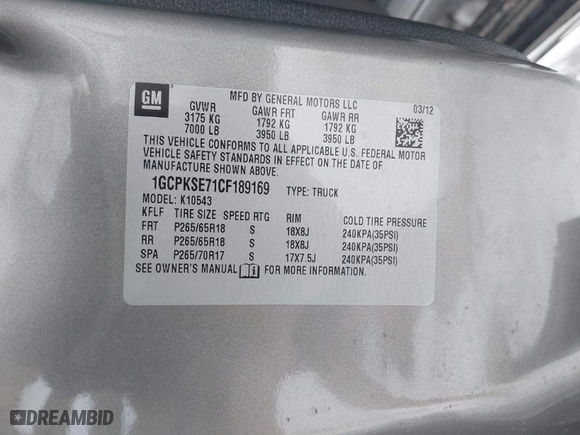 GM
MFD BY GENERAL MOTORS LLC
03/12
GVWR GAWR FRT GAWR RR
3175 KG 1792 KG 1792 KG
7000 LB 3950 LB 3950 LB
THIS VEHICLE CONFORMS TO ALL APPLICABLE U.S. FEDERAL MOTOR
VEHICLE SAFETY STANDARDS IN EFFECT ON THE DATE OF
MANUFACTURE SHOWN ABOVE.
1GCPKSE71CF189169 TYPE: TRUCK
MODEL: K10543
KFLF TIRE SIZE SPEED RTG RIM COLD TIRE PRESSURE
FRT P265/65R18 S 18X8J 240KPA(35PSI)
RR P265/65R18 S 18X8J 240KPA(35PSI)
SPA P265/70R17 S 17X7.5J 240KPA(35PSI)
SEE OWNER'S MANUAL FOR MORE INFORMATION
DREAMBID